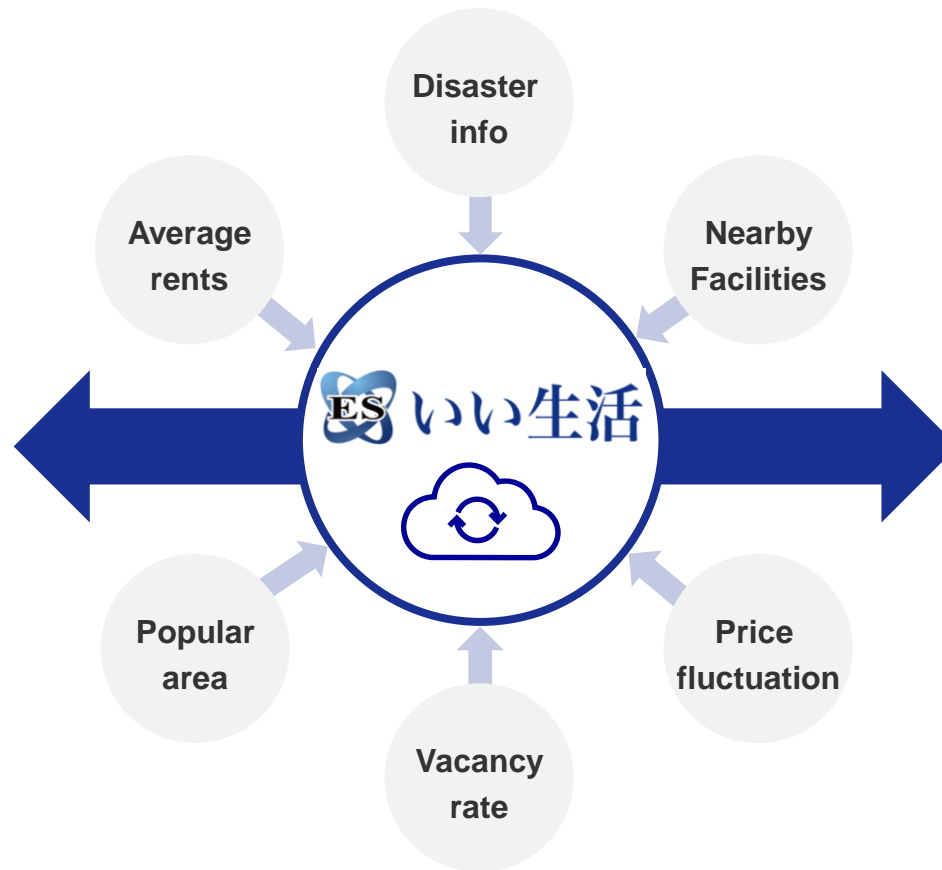 Disaster
info
Average
rents
Nearby
Facilities
ES いい生活
Popular
area
Price
fluctuation
Vacancy
rate